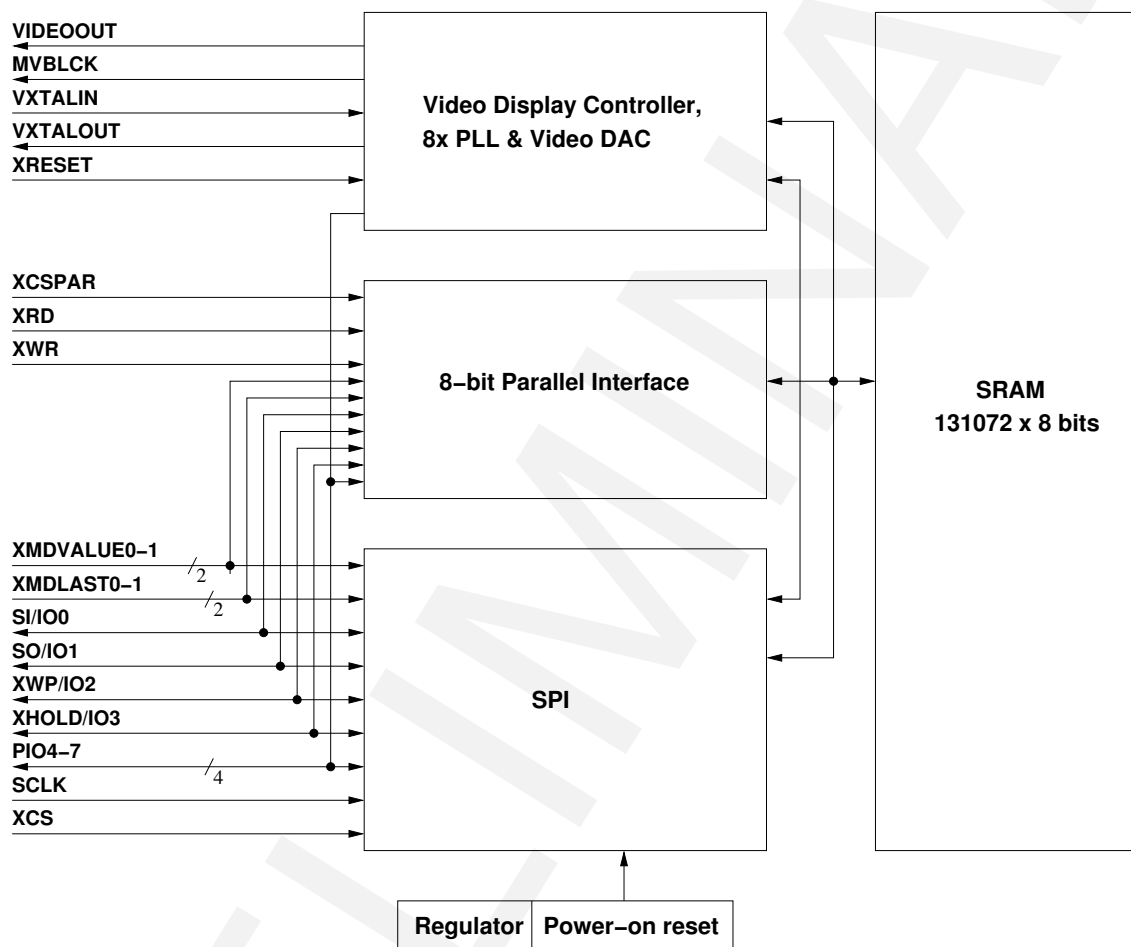 VIDEOOUT
MVBLCK
VXTALIN
VXTALOUT
XRESET
Video Display Controller,
8x PLL & Video DAC
XCSPAR
XRD
XWR
8−bit Parallel Interface
SRAM
131072 x 8 bits
XMDVALUE0−1
2
XMDLAST0−1
2
SI/IO0
SO/IO1
XWP/IO2
XHOLD/IO3
PIO4−7
4
SCLK
XCS
SPI
Regulator
Power−on reset